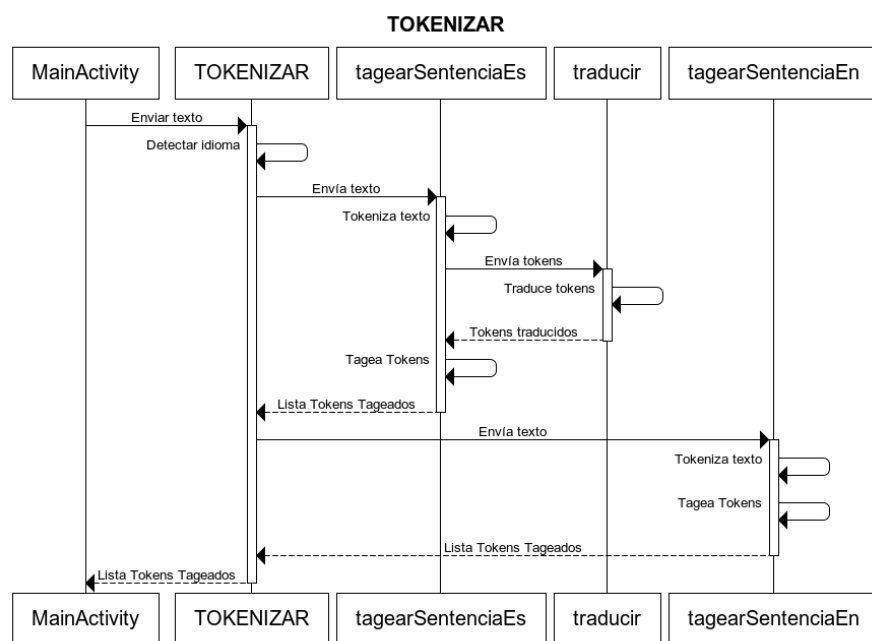 TOKENIZAR
MainActivity TOKENIZAR tagearSentenciaEs traducir tagearSentenciaEn
Enviar texto
Detectar idioma
Envía texto
Tokeniza texto
Envía tokens
Traduce tokens
Tokens traducidos
Tagea Tokens
Lista Tokens Tageados
Envía texto
Tokeniza texto
Tagea Tokens
Lista Tokens Tageados
Lista Tokens Tageados
MainActivity TOKENIZAR tagearSentenciaEs traducir tagearSentenciaEn